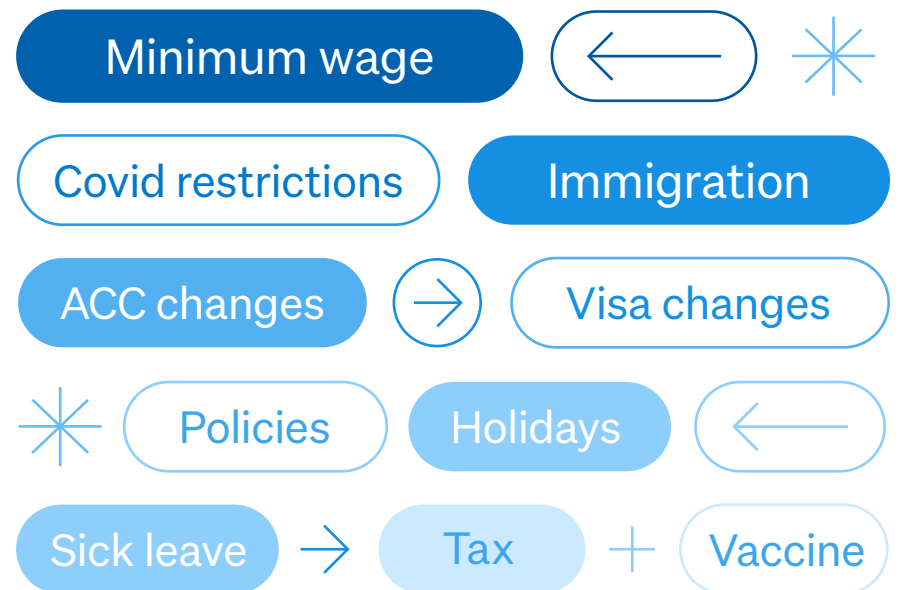 Minimum wage
Covid restrictions Immigration
ACC changes Visa changes
Policies Holidays
Sick leave Tax Vaccine